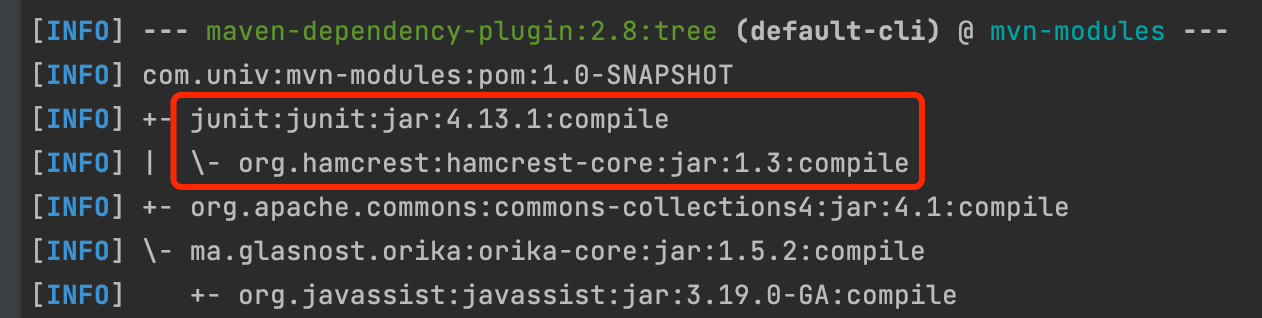 [INFO] --- maven-dependency-plugin:2.8:tree (default-cli) @ mvn-modules ---
[INFO] com.univ:mvn-modules:pom:1.0-SNAPSHOT
[INFO] +- junit:junit:jar:4.13.1:compile
[INFO] |  \- org.hamcrest:hamcrest-core:jar:1.3:compile
[INFO] +- org.apache.commons:commons-collections4:jar:4.1:compile
[INFO] \- ma.glasnost.orika:orika-core:jar:1.5.2:compile
[INFO]    +- org.javassist:javassist:jar:3.19.0-GA:compile